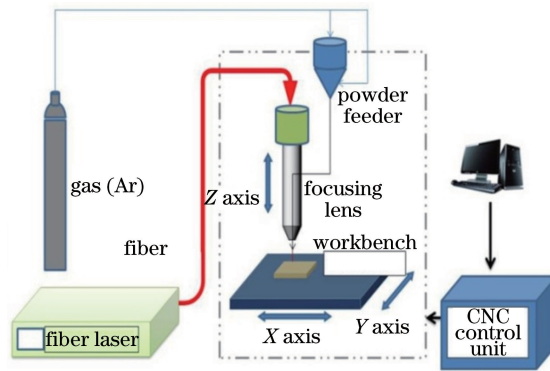 powder
feeder
gas (Ar)
Z axis
focusing
lens
fiber
workbench
X axis
Y axis
fiber laser
CNC
control
unit